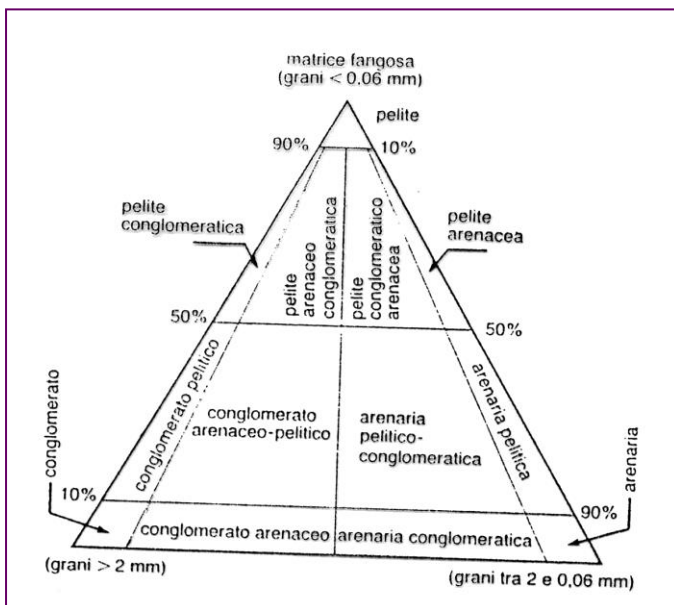 matrice fangosa
(grani < 0.06 mm)
pelite
90%
10%
pelite
conglomeratica
pelite
arenaceo
conglomeratica
pelite
conglomeratico
arenacea
pelite
arenacea
50%
50%
conglomerato pelitico
conglomerato
arenaceo-pelitico
arenaria
pelitico-
conglomeratica
arenaria pelitica
conglomerato
arenaria
10%
90%
conglomerato arenaceo
arenaria conglomeratica
(grani > 2 mm)
(grani tra 2 e 0,06 mm)